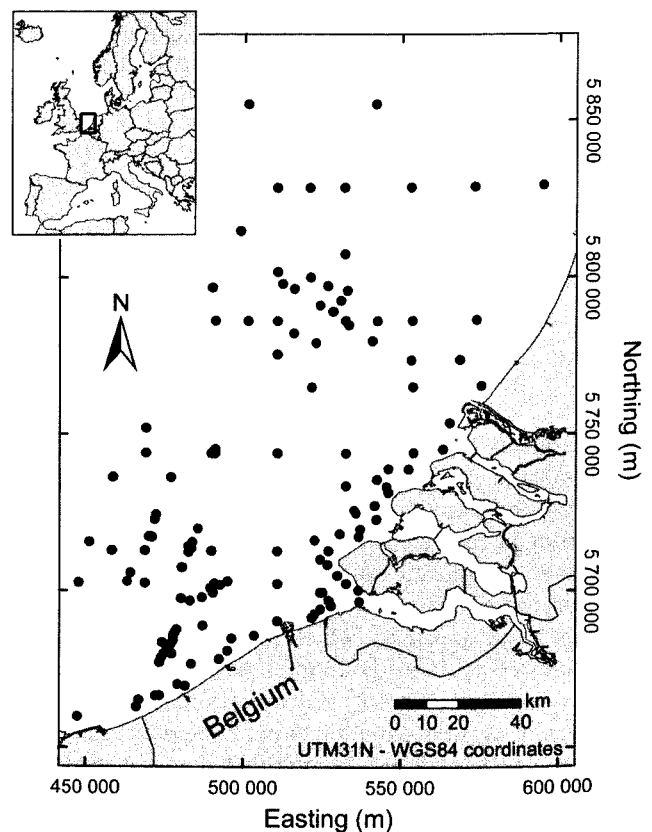 5 850 000
5 800 000
N
Northing (m)
5 750 000
5 700 000
Belgium
km
0 10 20 40
UTM31N - WGS84 coordinates
450 000 500 000 550 000 600 000
Easting (m)